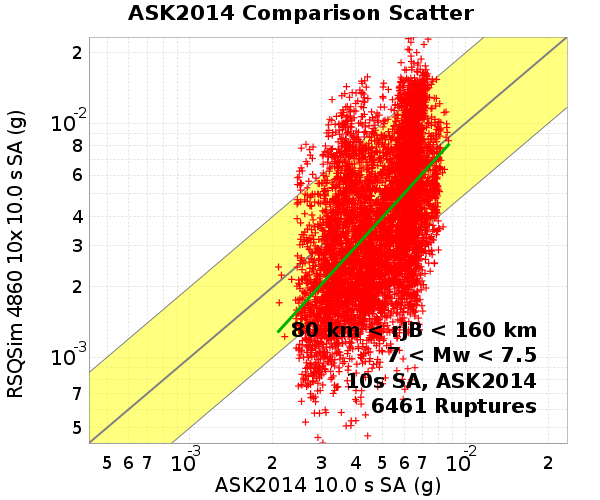 ASK2014 Comparison Scatter
RSQSim 4860 10x 10.0 s SA (g)
2
10-2
8
6
4
3
2
10-3
7
5
80 km < rJB < 160 km
7 < Mw < 7.5
10s SA, ASK2014
6461 Ruptures
5 6 7 10-3 2 3 4 5 6 7 10-2 2
ASK2014 10.0 s SA (g)